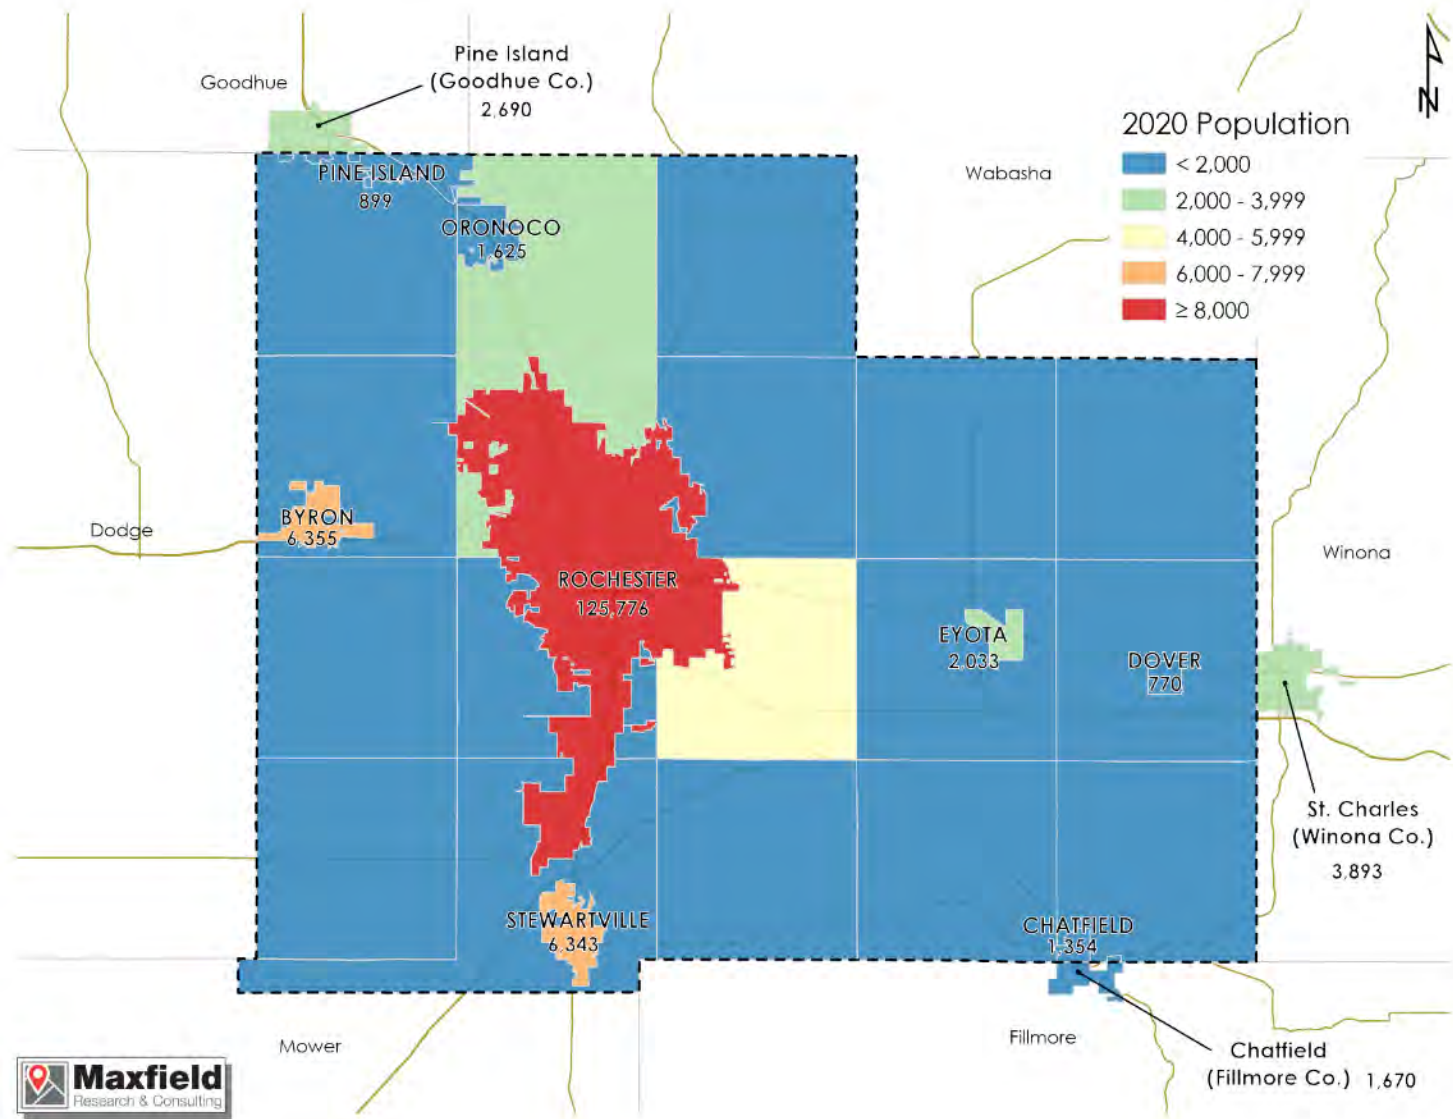 Pine Island
(Goodhue Co.)
2,690
Goodhue
N
2020 Population
< 2,000
2,000 - 3,999
4,000 - 5,999
6,000 - 7,999
≥ 8,000
Wabasha
PINE ISLAND
899
ORONOCO
1,625
Dodge
BYRON
6,355
Winona
ROCHESTER
125,776
EYOTA
2,033
DOVER
770
St. Charles
(Winona Co.)
3,893
STEWARTVILLE
6,343
CHATFIELD
1,354
Mower
Fillmore
Chatfield
(Fillmore Co.) 1,670
Maxfield
Research & Consulting